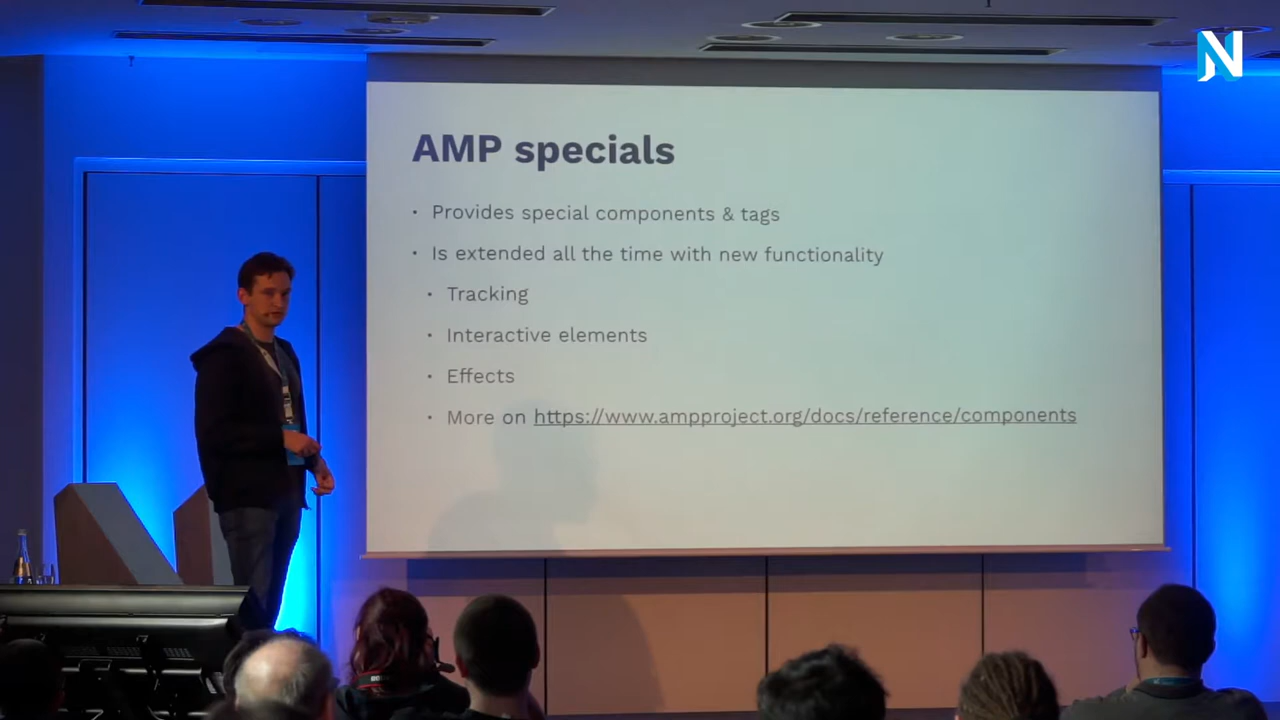 AMP specials
• Provides special components & tags
• Is extended all the time with new functionality
• Tracking
• Interactive elements
• Effects
• More on https://www.ampproject.org/docs/reference/components
N